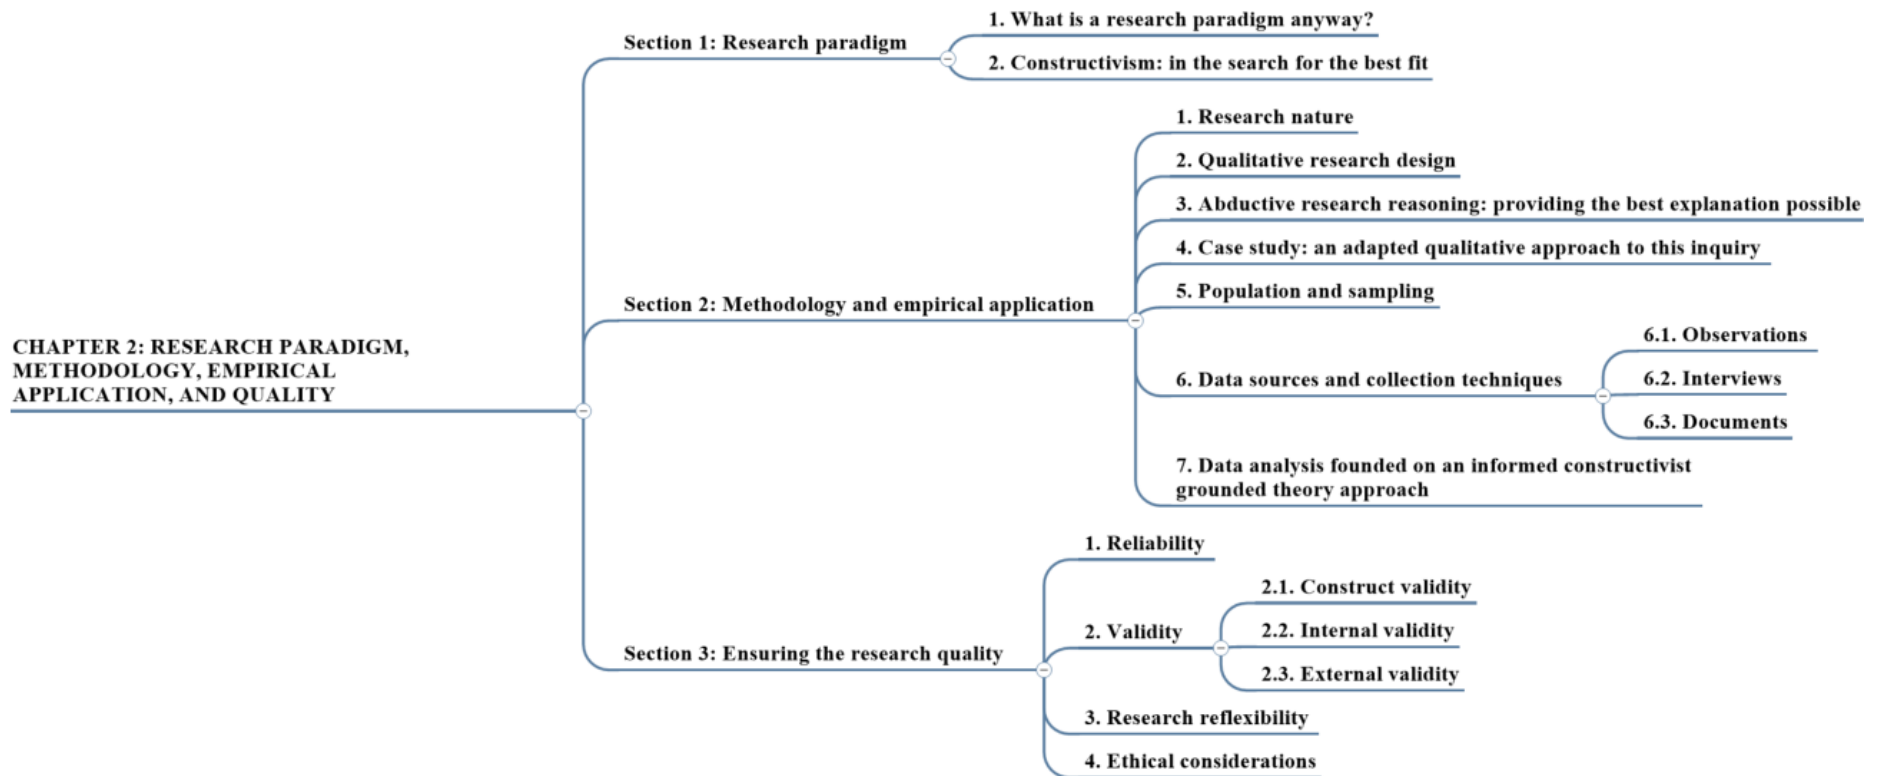 Section 1: Research paradigm
1. What is a research paradigm anyway?
2. Constructivism: in the search for the best fit
CHAPTER 2: RESEARCH PARADIGM,
METHODOLOGY, EMPIRICAL
APPLICATION, AND QUALITY
Section 2: Methodology and empirical application
1. Research nature
2. Qualitative research design
3. Abductive research reasoning: providing the best explanation possible
4. Case study: an adapted qualitative approach to this inquiry
5. Population and sampling
6. Data sources and collection techniques
6.1. Observations
6.2. Interviews
6.3. Documents
7. Data analysis founded on an informed constructivist
grounded theory approach
Section 3: Ensuring the research quality
1. Reliability
2. Validity
2.1. Construct validity
2.2. Internal validity
2.3. External validity
3. Research reflexibility
4. Ethical considerations